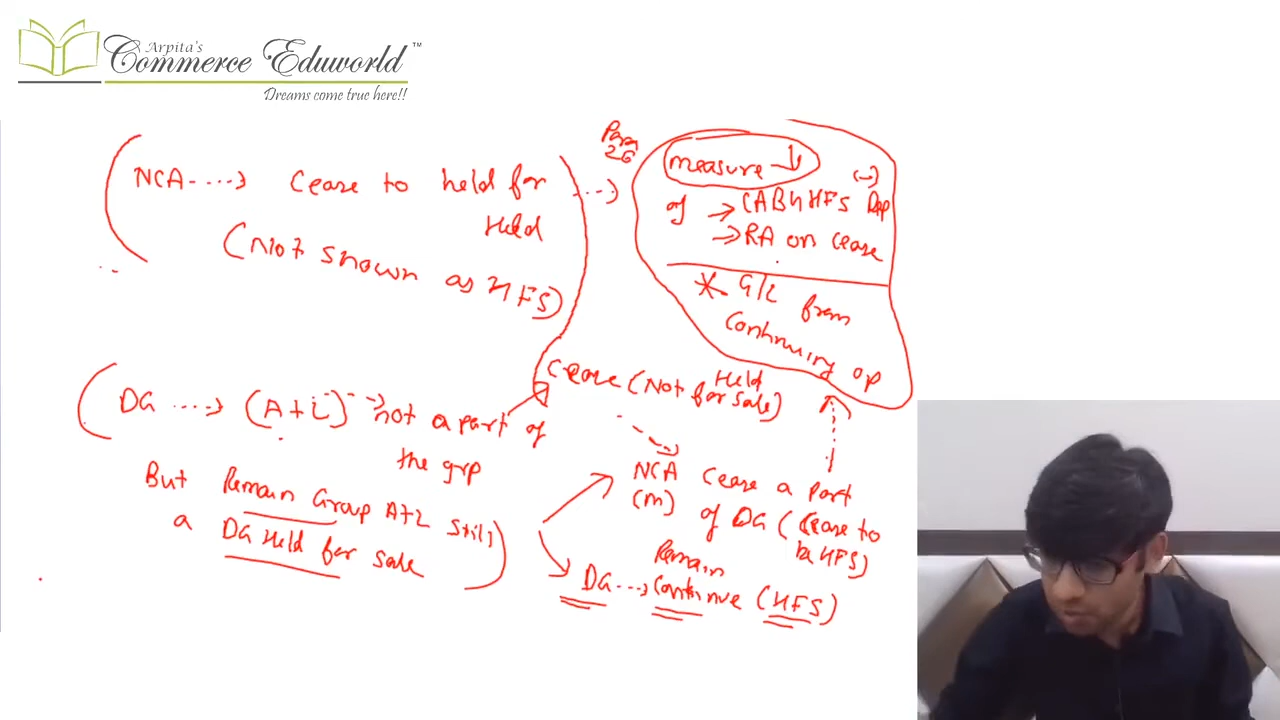 Arpita's
Commerce Eduworld™
Dreams come true here!!
NCA ----> Cease to held for
Held
(Not shown as HFS)
Para
26
measure ↓
of → CAB4HFS (-) Dep
→ RA on cease
* G/L from
Continuing op
DG ----> (A+L) --> not a part of
the grp
But Remain Group A+L still
a DG Held for sale
Cease (Not Held for sale)
NCA Cease a part
(M) of DG (Cease to
be HFS)
DG ---> Remain
Continue (HFS)